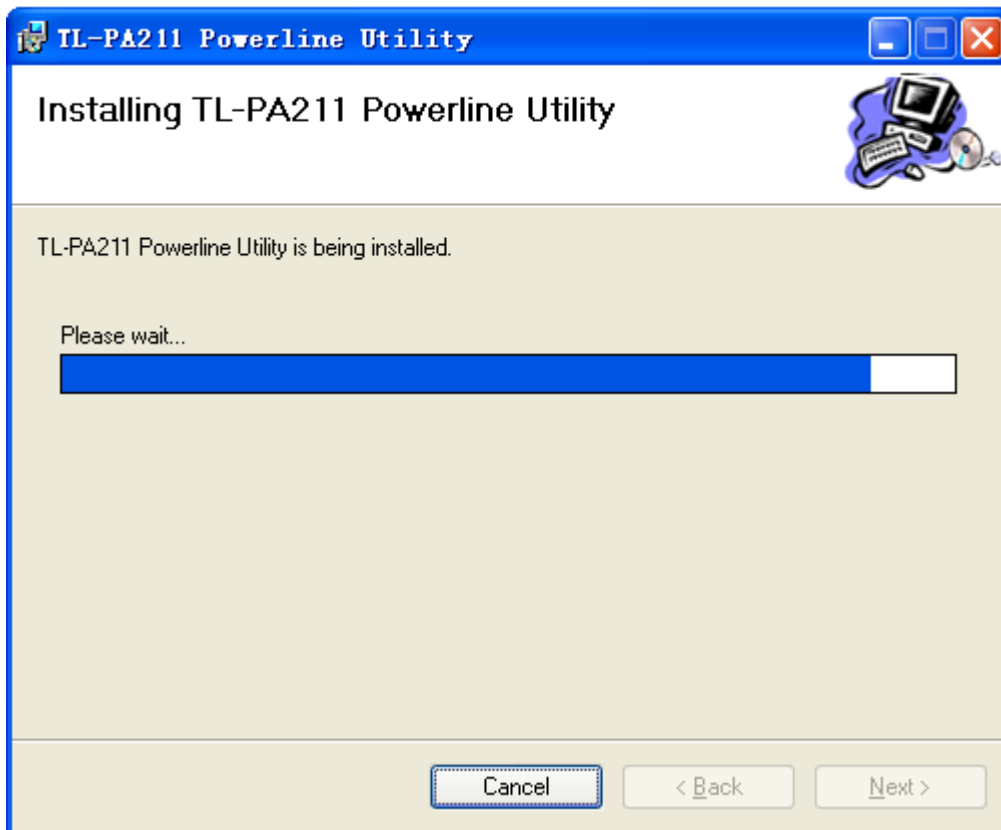 TL-PA211 Powerline Utility
Installing TL-PA211 Powerline Utility
TL-PA211 Powerline Utility is being installed.
Please wait...
Cancel
< Back
Next >